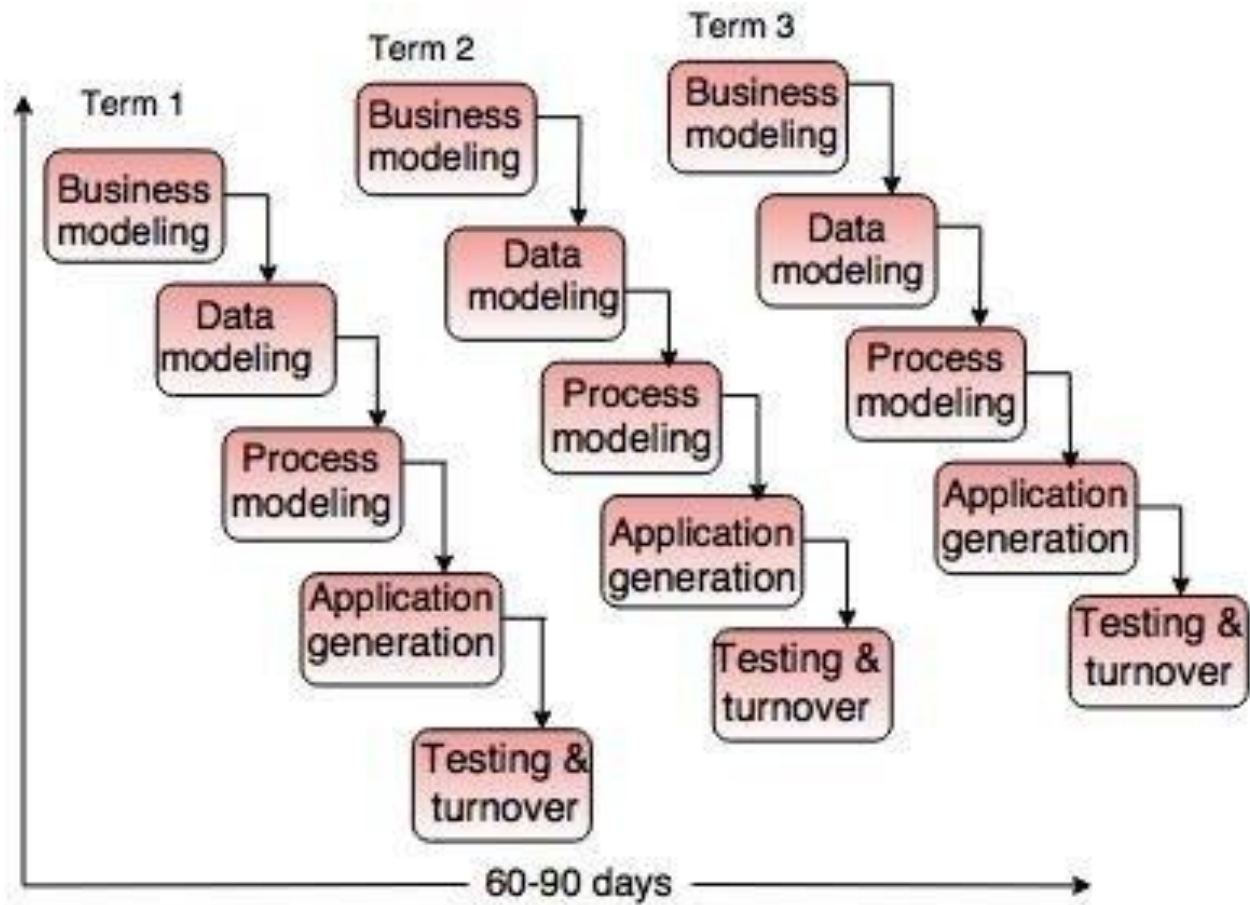 Term 1
Business
modeling
Data
modeling
Process
modeling
Application
generation
Testing &
turnover
Term 2
Business
modeling
Data
modeling
Process
modeling
Application
generation
Testing &
turnover
Term 3
Business
modeling
Data
modeling
Process
modeling
Application
generation
Testing &
turnover
60-90 days